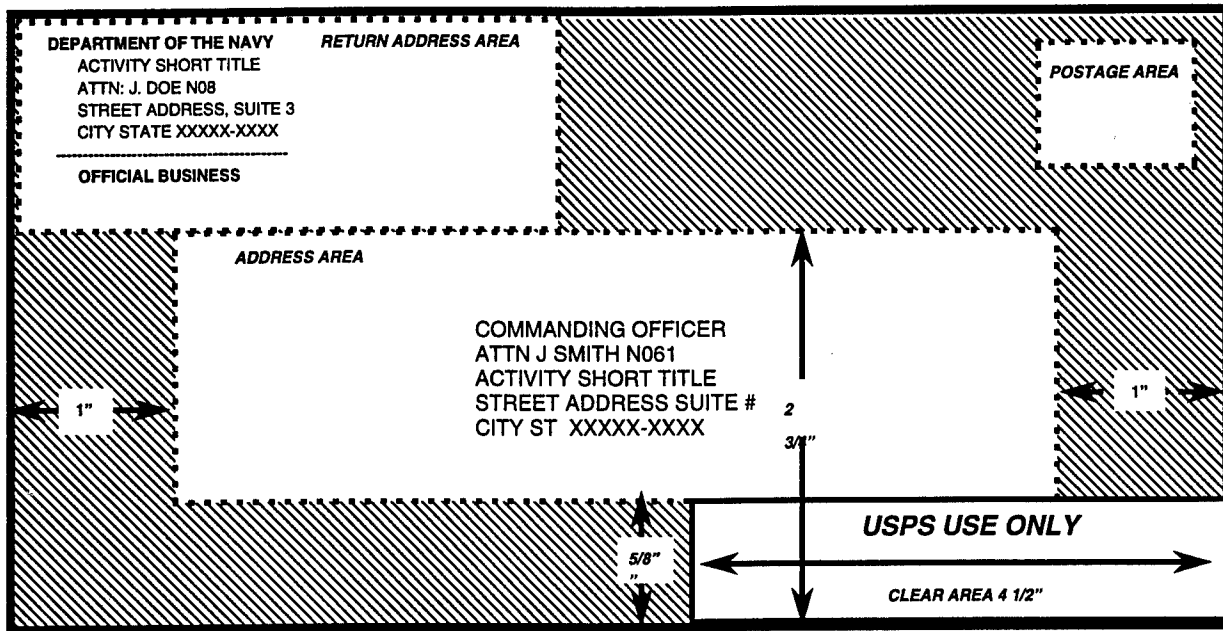 DEPARTMENT OF THE NAVY
RETURN ADDRESS AREA
ACTIVITY SHORT TITLE
ATTN: J. DOE N08
STREET ADDRESS, SUITE 3
CITY STATE XXXXX-XXXX
OFFICIAL BUSINESS
POSTAGE AREA
ADDRESS AREA
COMMANDING OFFICER
ATTN J SMITH N061
ACTIVITY SHORT TITLE
STREET ADDRESS SUITE #
CITY ST XXXXX-XXXX
2
3/4"
1"
1"
5/8"
"
USPS USE ONLY
CLEAR AREA 4 1/2"